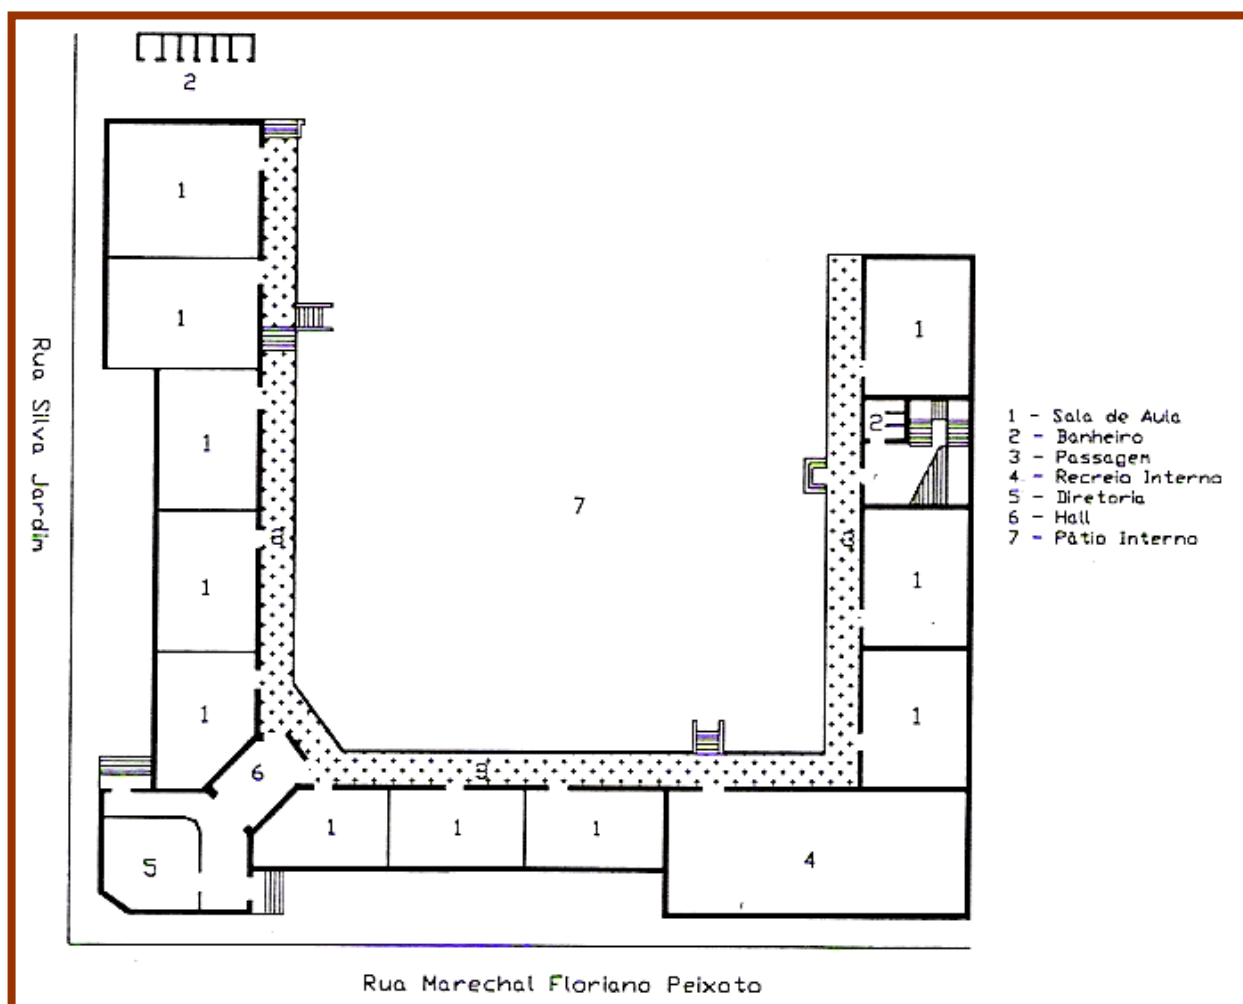 2
1
1
1
Rua Silva Jardim
1
2
1 - Sala de Aula
2 - Banheiro
3 - Passagem
4 - Recreio Interno
5 - Diretoria
6 - Hall
7 - Pátio Interno
7
3
3
1
1
1
1
6
3
1
1
1
4
5
Rua Marechal Floriano Peixoto